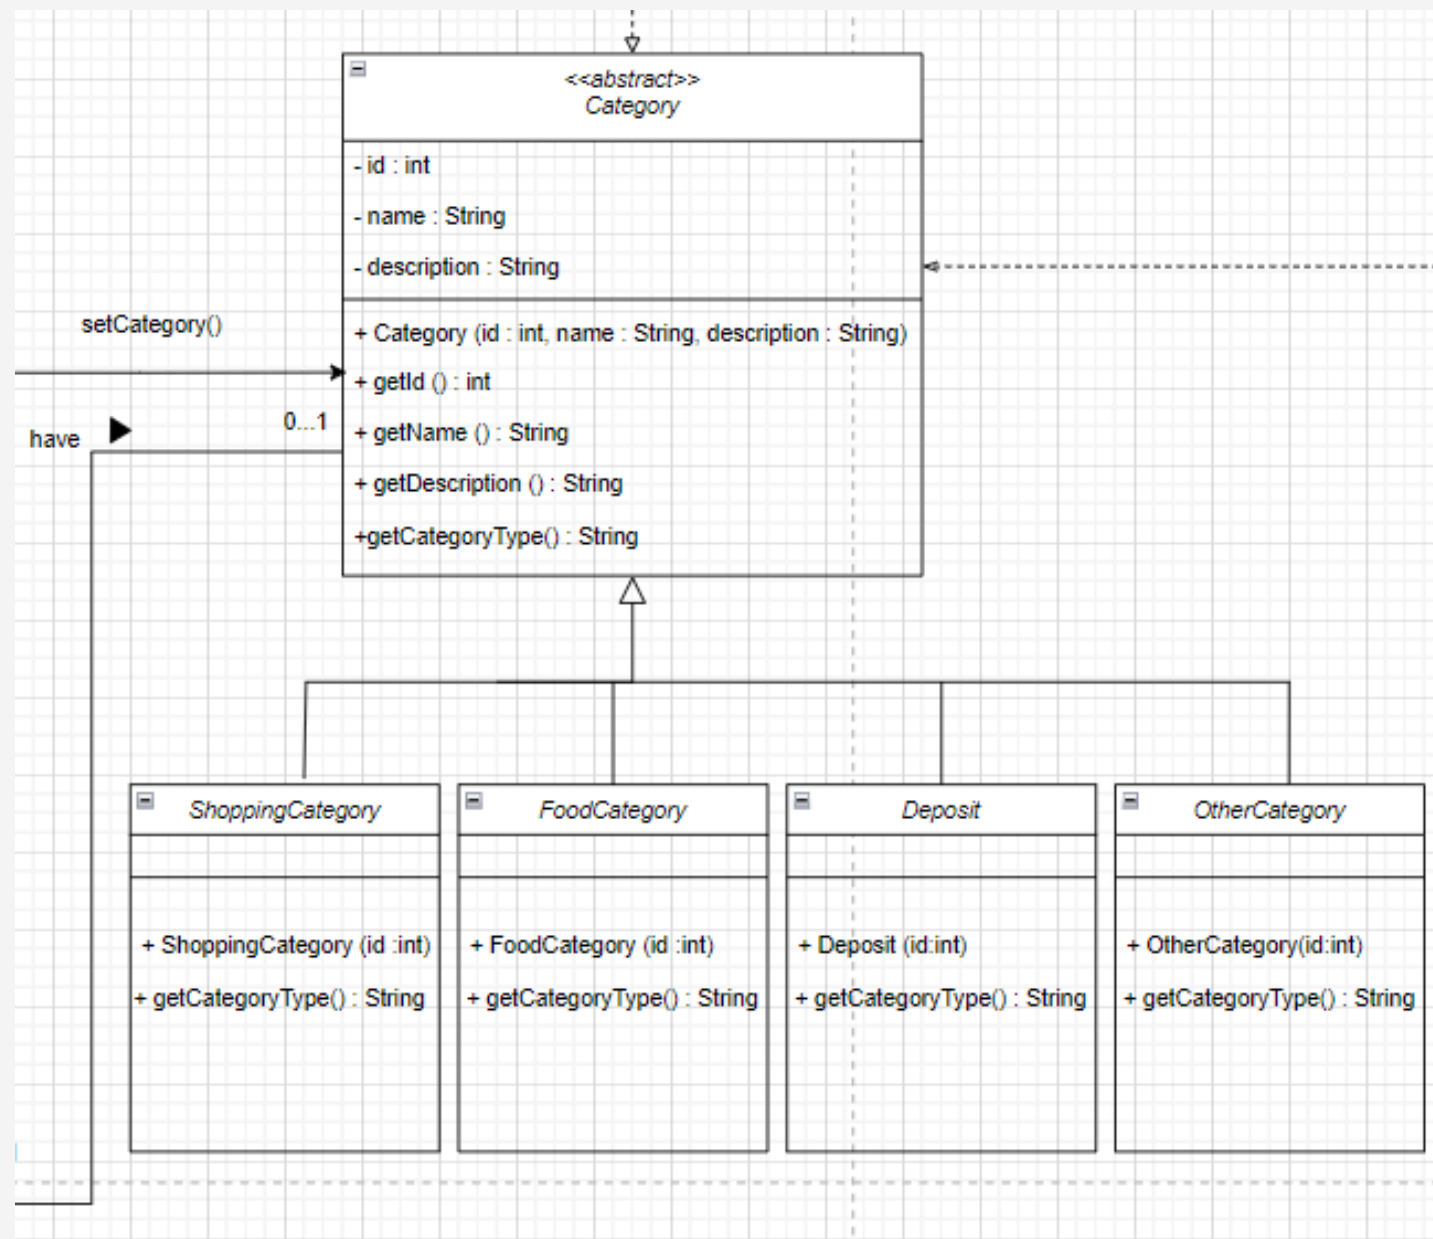 <<abstract>>
Category
- id : int
- name : String
- description : String
setCategory()
+ Category (id : int, name : String, description : String)
+ getId () : int
0...1
have
+ getName () : String
+ getDescription () : String
+getCategoryType() : String
ShoppingCategory
+ ShoppingCategory (id :int)
+ getCategoryType() : String
FoodCategory
+ FoodCategory (id :int)
+ getCategoryType() : String
Deposit
+ Deposit (id:int)
+ getCategoryType() : String
OtherCategory
+ OtherCategory(id:int)
+ getCategoryType() : String